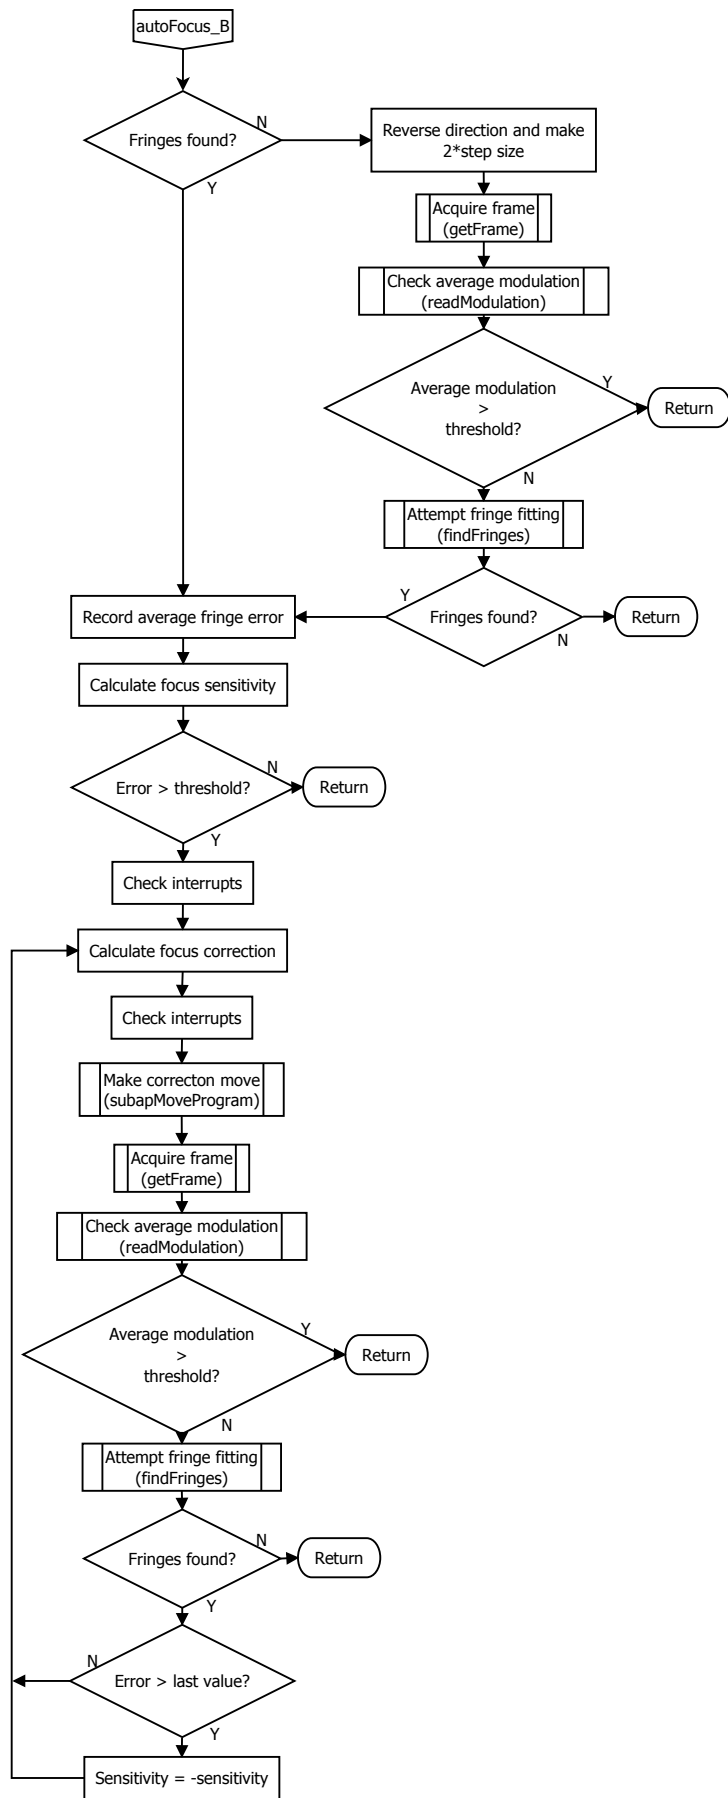 autoFocus_B
Fringes found?
N
Y
Reverse direction and make
2*step size
Acquire frame
(getFrame)
Check average modulation
(readModulation)
Average modulation
>
threshold?
Y
Return
N
Attempt fringe fitting
(findFringes)
Y
Fringes found?
N
Return
Record average fringe error
Calculate focus sensitivity
Error > threshold?
N
Return
Y
Check interrupts
Calculate focus correction
Check interrupts
Make correcton move
(subapMoveProgram)
Acquire frame
(getFrame)
Check average modulation
(readModulation)
Average modulation
>
threshold?
Y
Return
N
Attempt fringe fitting
(findFringes)
Fringes found?
N
Return
Y
N
Error > last value?
Y
Sensitivity = -sensitivity